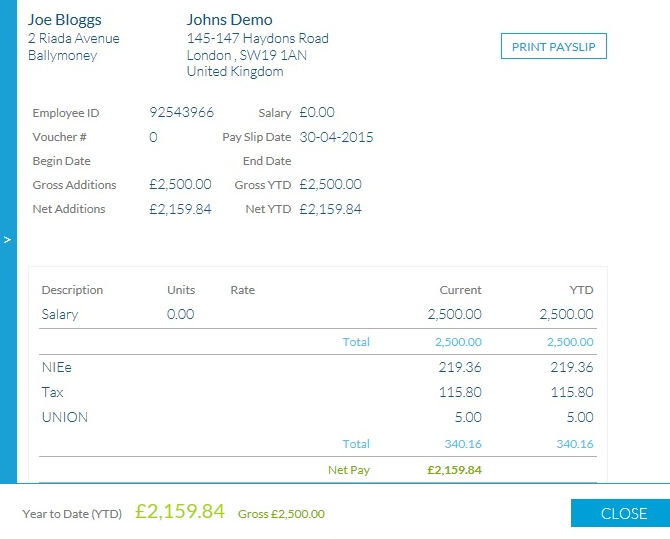 Joe Bloggs
2 Riada Avenue
Ballymoney
Johns Demo
145-147 Haydons Road
London , SW19 1AN
United Kingdom
PRINT PAYSLIP
Employee ID 92543966 Salary £0.00
Voucher # 0 Pay Slip Date 30-04-2015
Begin Date End Date
Gross Additions £2,500.00 Gross YTD £2,500.00
Net Additions £2,159.84 Net YTD £2,159.84
>
Description Units Rate Current YTD
Salary 0.00 2,500.00 2,500.00
Total 2,500.00 2,500.00
NIEe 219.36 219.36
Tax 115.80 115.80
UNION 5.00 5.00
Total 340.16 340.16
Net Pay £2,159.84
Year to Date (YTD) £2,159.84 Gross £2,500.00
CLOSE